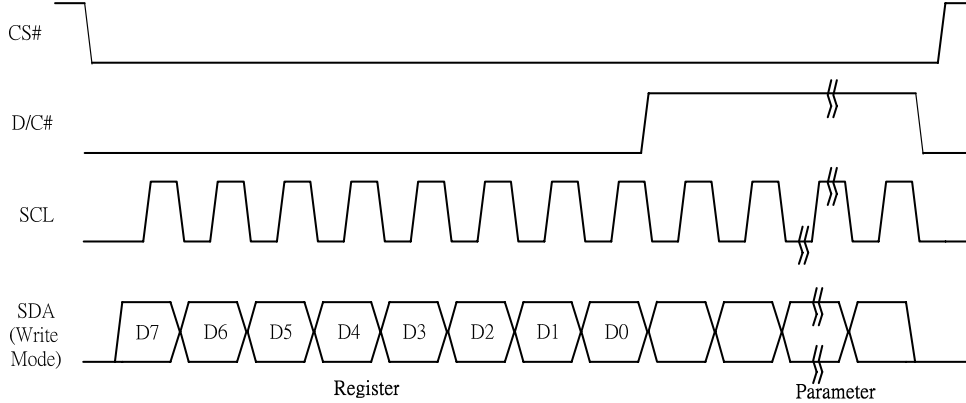 CS#
D/C#
SCL
SDA
(Write
Mode)
D7 D6 D5 D4 D3 D2 D1 D0
Register
Parameter